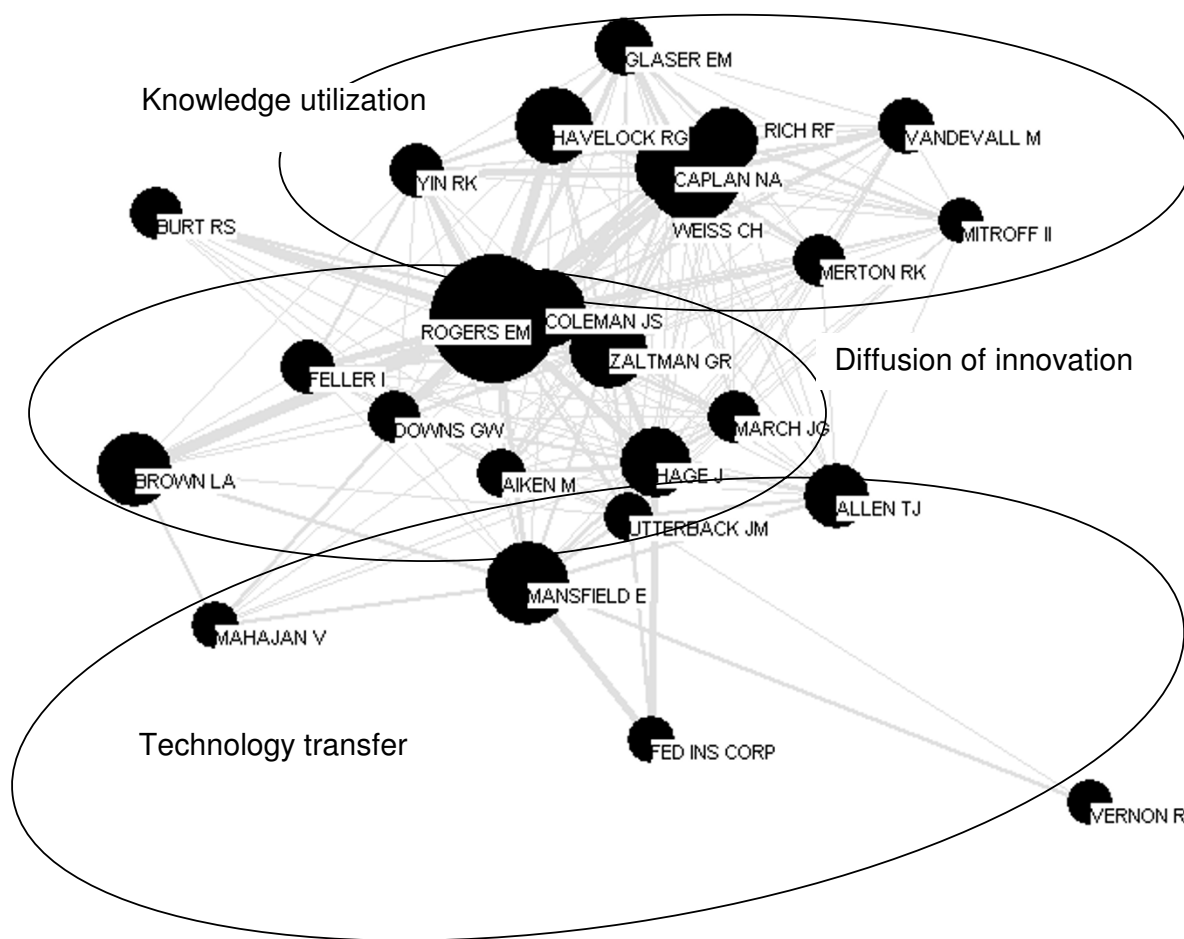 GLASER EM
Knowledge utilization
HAVELOCK RG
RICH RF
VANDEVALL M
YIN RK
CAPLAN NA
BURT RS
WEISS CH
MITROFF II
MERTON RK
COLEMAN JS
ROGERS EM
ZALTMAN GR
Diffusion of innovation
FELLER I
DOWNS GW
MARCH JG
BROWN LA
AIKEN M
HAGE J
ALLEN TJ
UTTERBACK JM
MANSFIELD E
MAHAJAN V
Technology transfer
FED INS CORP
VERNON R